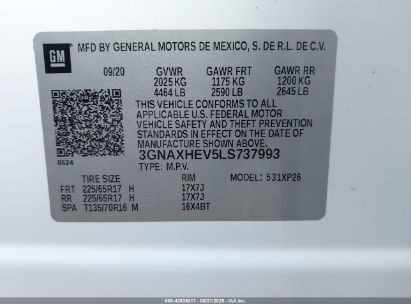 GM
MFD BY GENERAL MOTORS DE MEXICO, S. DE R.L. DE C.V.
09/20 GVWR GAWR FRT GAWR RR
2025 KG 1175 KG 1200 KG
4464 LB 2590 LB 2645 LB
THIS VEHICLE CONFORMS TO ALL
APPLICABLE U.S. FEDERAL MOTOR
VEHICLE SAFETY, BUMPER, AND THEFT PREVENTION
STANDARDS IN EFFECT ON THE DATE OF
MANUFACTURE SHOWN ABOVE.
3GNAXHEV5LS737993
8624 TYPE: M.P.V.
TIRE SIZE RIM MODEL: 531XP26
FRT 225/65R17 H 17X7J
RR 225/65R17 H 17X7J
SPA T135/70R16 M 16X4BT